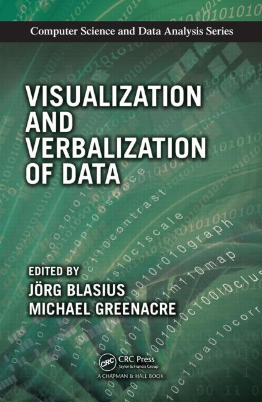 Computer Science and Data Analysis Series
VISUALIZATION
AND
VERBALIZATION
OF DATA
EDITED BY
JÖRG BLASIUS
MICHAEL GREENACRE
CRC
CRC Press
Taylor & Francis Group
A CHAPMAN & HALL BOOK